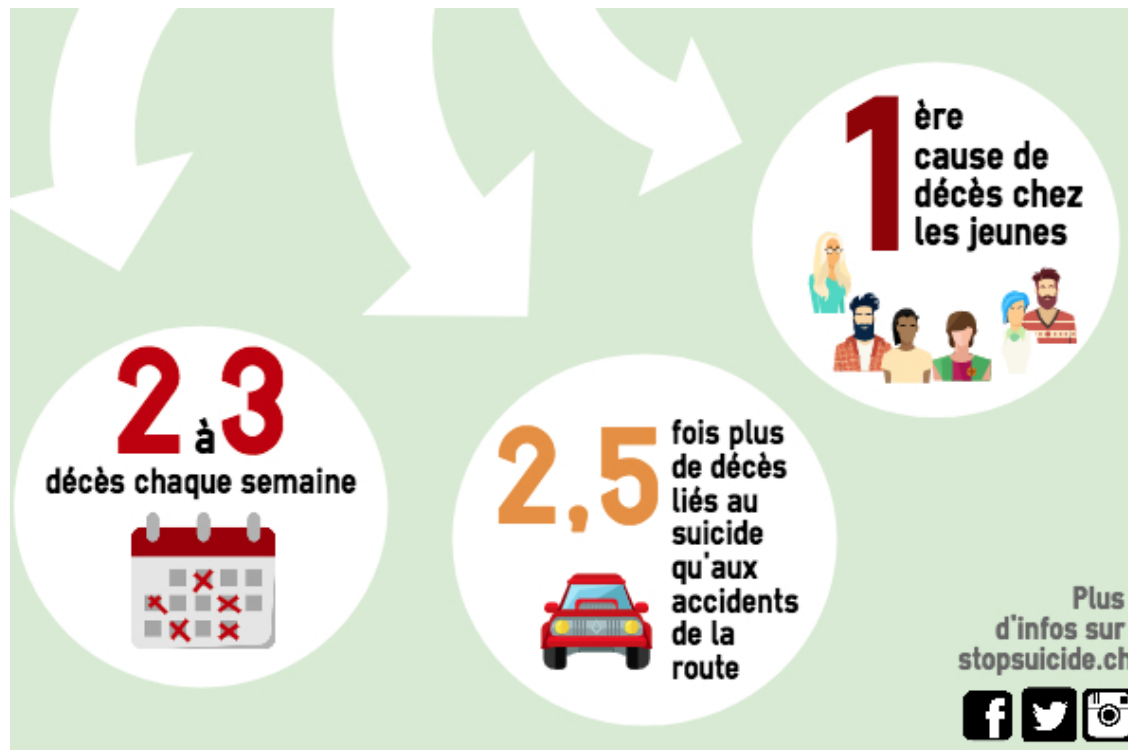 1 ère
cause de
décès chez
les jeunes
2 à 3
décès chaque semaine
2,5 fois plus
de décès
liés au
suicide
qu'aux
accidents
de la
route
Plus
d'infos sur
stopsuicide.ch